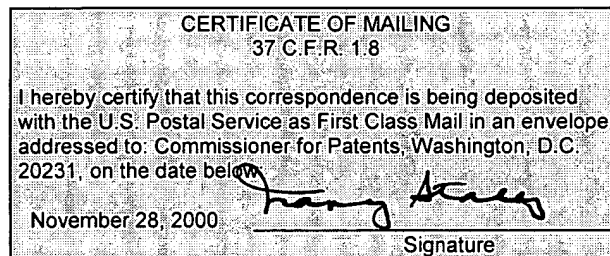 CERTIFICATE OF MAILING
37 C.F.R. 1.8
I hereby certify that this correspondence is being deposited
with the U.S. Postal Service as First Class Mail in an envelope
addressed to: Commissioner for Patents, Washington, D.C.
20231, on the date below
November 28, 2000
Signature